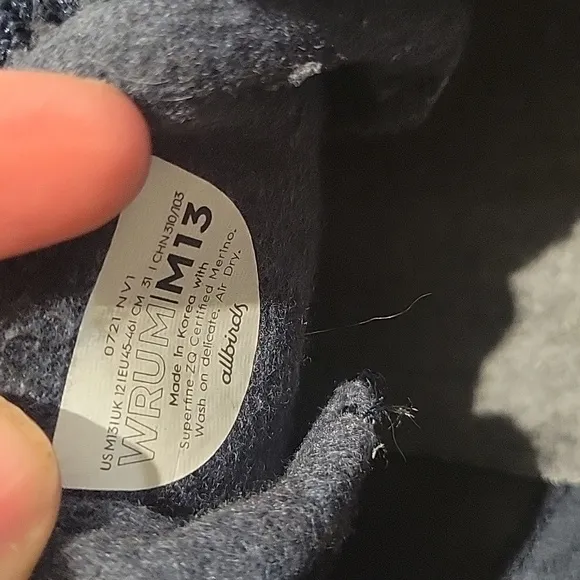 0721 NV1
US M13 I UK 12 I EU 45-46 I CM 31 I CHN 310/103
WRUM|M13
Made In Korea with
Superfine ZQ Certified Merino.
Wash on delicate. Air Dry.
allbirds